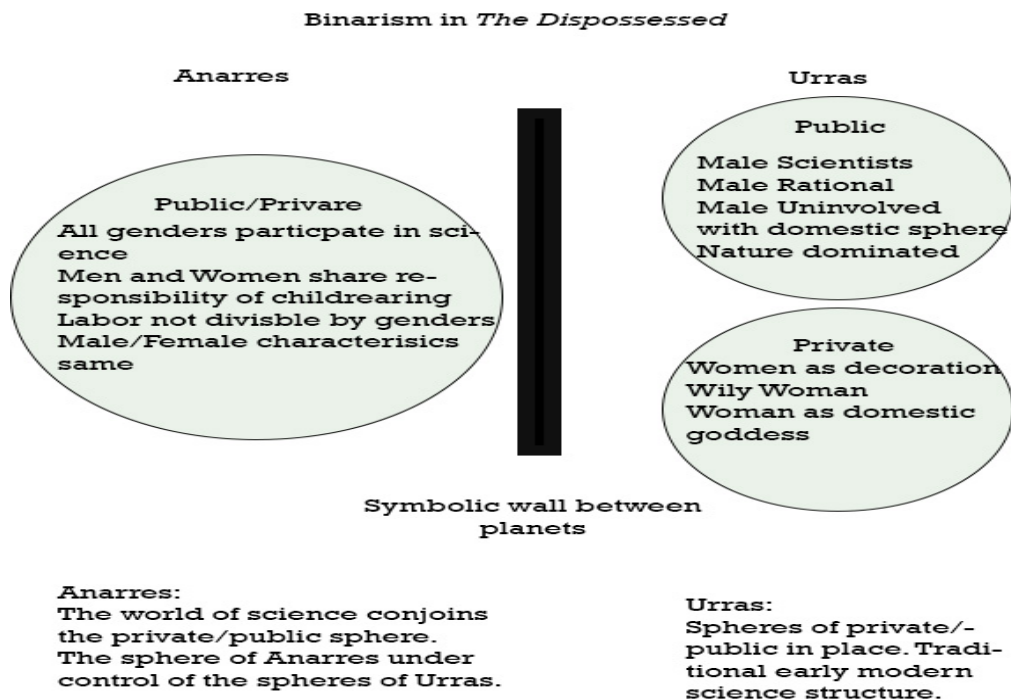 Binarism in The Dispossessed
Anarres
Public/Privare
All genders particpate in sci-
ence
Men and Women share re-
sponsibility of childrearing
Labor not divisble by genders
Male/Female characterisics
same
Urras
Public
Male Scientists
Male Rational
Male Uninvolved
with domestic sphere
Nature dominated
Private
Women as decoration
Wily Woman
Woman as domestic
goddess
Symbolic wall between
planets
Anarres:
The world of science conjoins
the private/public sphere.
The sphere of Anarres under
control of the spheres of Urras.
Urras:
Spheres of private/-
public in place. Tradi-
tional early modern
science structure.